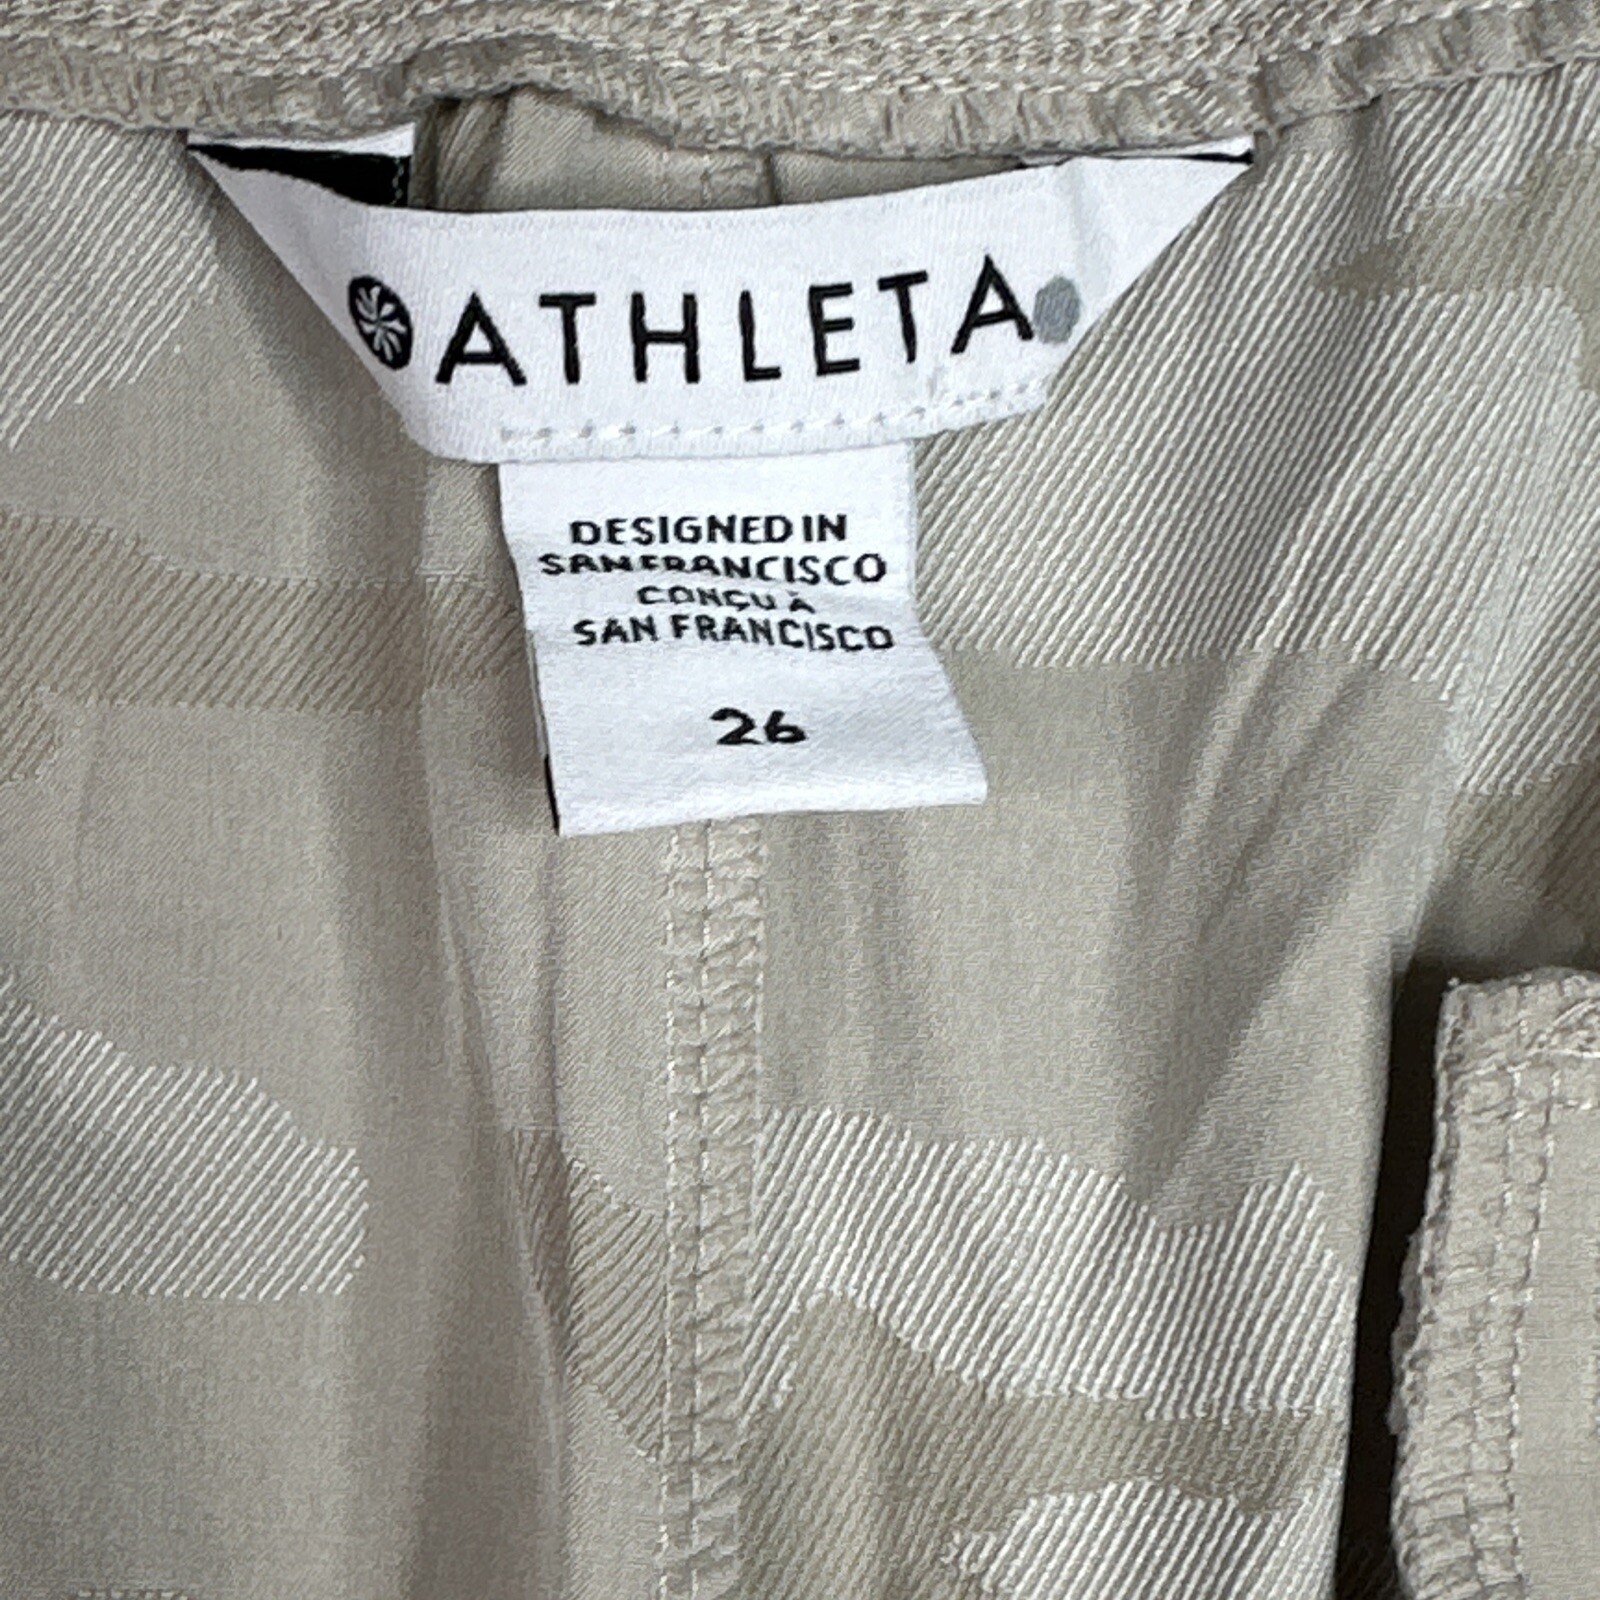 ATHLETA
DESIGNED IN
SAN FRANCISCO
CONÇU À
SAN FRANCISCO
26